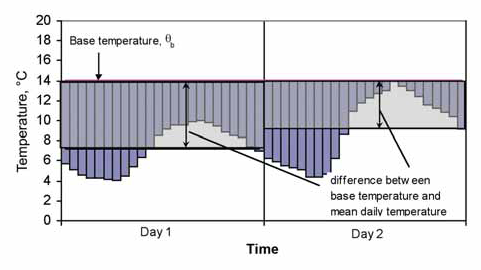 20
18
16
14
12
10
8
6
4
2
0
Temperature, °C
Base temperature, θb
difference between
base temperature and
mean daily temperature
Day 1
Day 2
Time